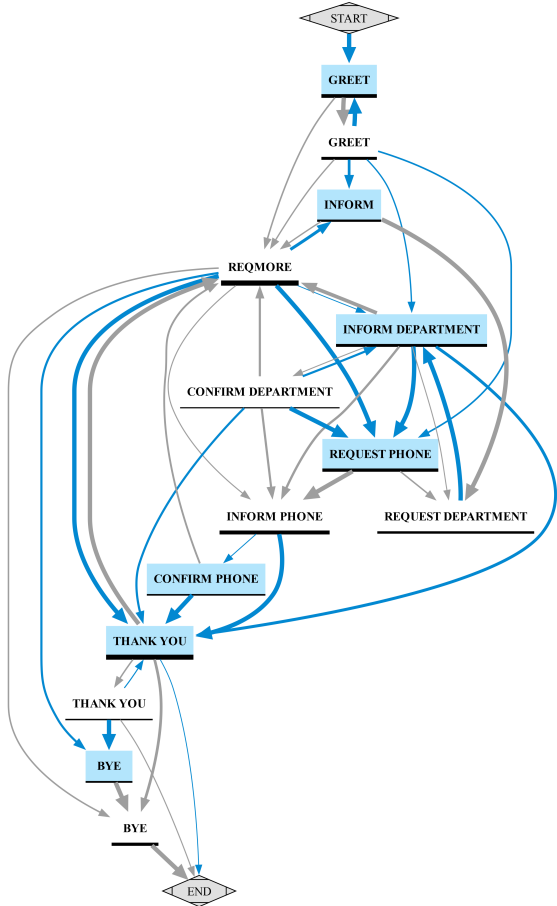 START
GREET
GREET
INFORM
REQMORE
INFORM DEPARTMENT
CONFIRM DEPARTMENT
REQUEST PHONE
INFORM PHONE
REQUEST DEPARTMENT
CONFIRM PHONE
THANK YOU
THANK YOU
BYE
BYE
END